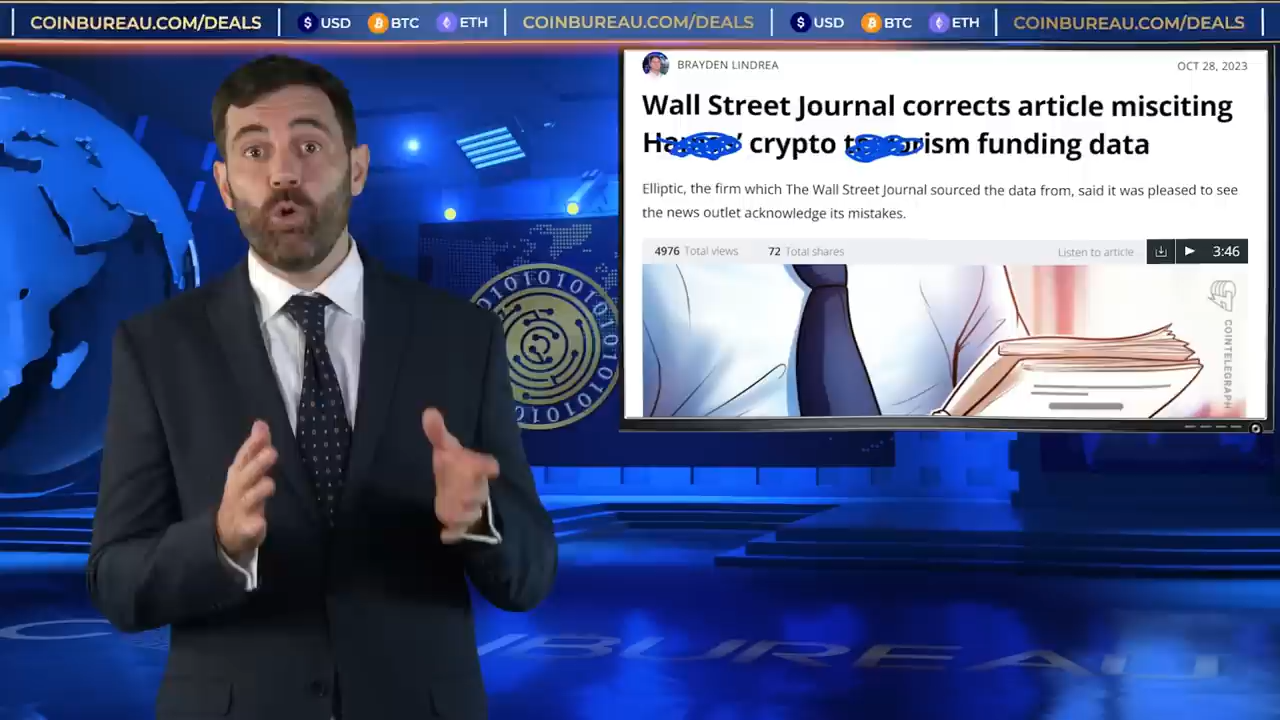 COINBUREAU.COM/DEALS $ USD BTC ETH COINBUREAU.COM/DEALS $ USD BTC ETH COINBUREAU.COM/DEALS
BRAYDEN LINDREA OCT 28, 2023
Wall Street Journal corrects article misciting
crypto funding data
Elliptic, the firm which The Wall Street Journal sourced the data from, said it was pleased to see
the news outlet acknowledge its mistakes.
4976 Total views 72 Total shares Listen to article 3:46
COINTELEGRAPH